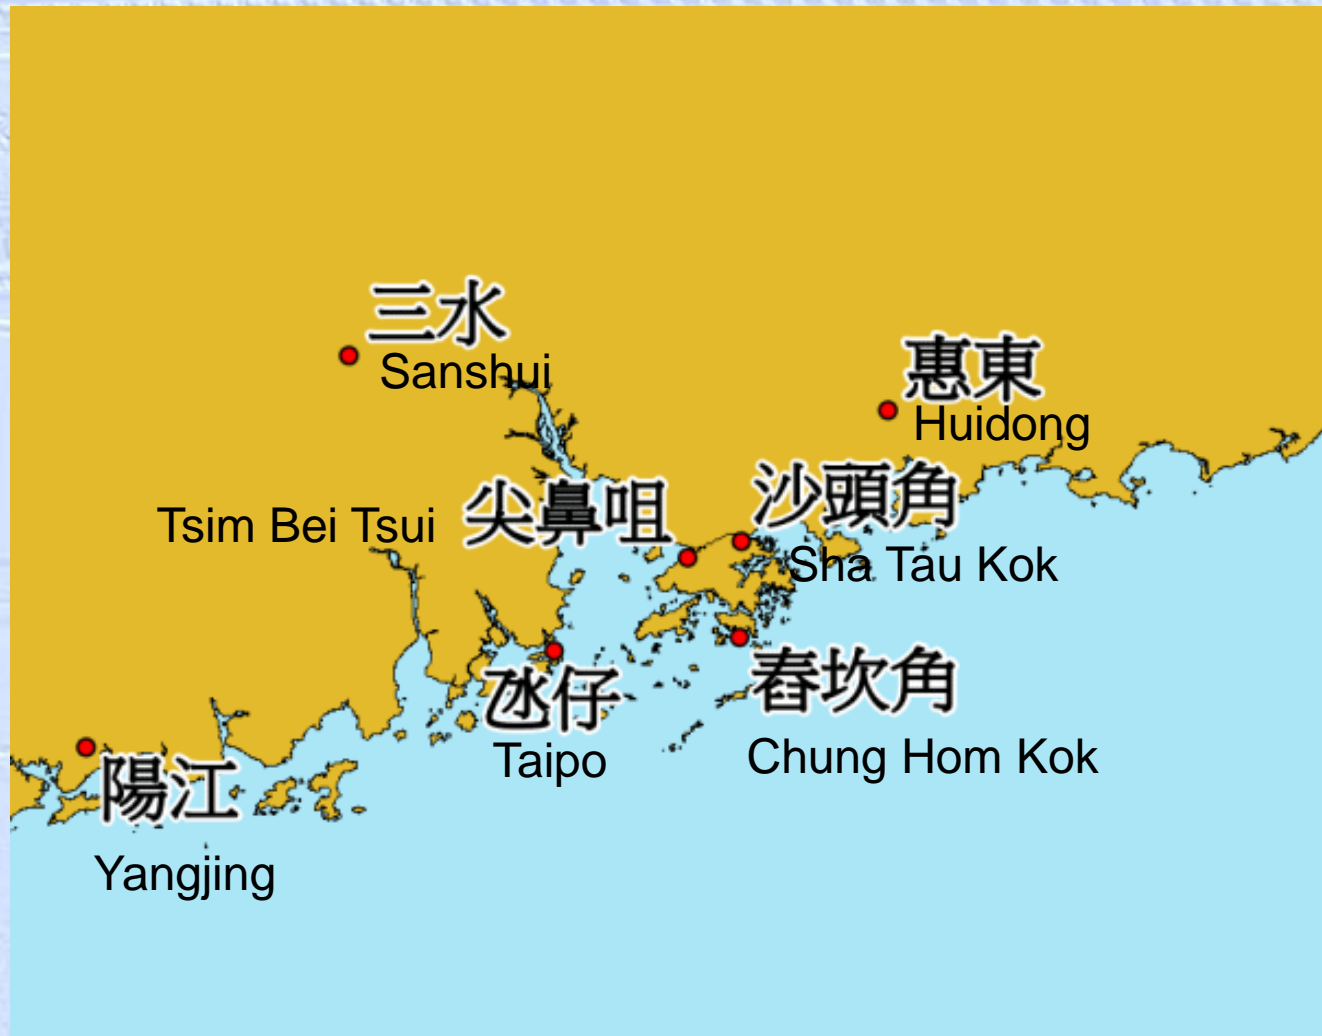 三水
Sanshui
惠東
Huidong
Tsim Bei Tsui
尖鼻咀
沙頭角
Sha Tau Kok
氹仔
Taipo
舂坎角
Chung Hom Kok
陽江
Yangjing